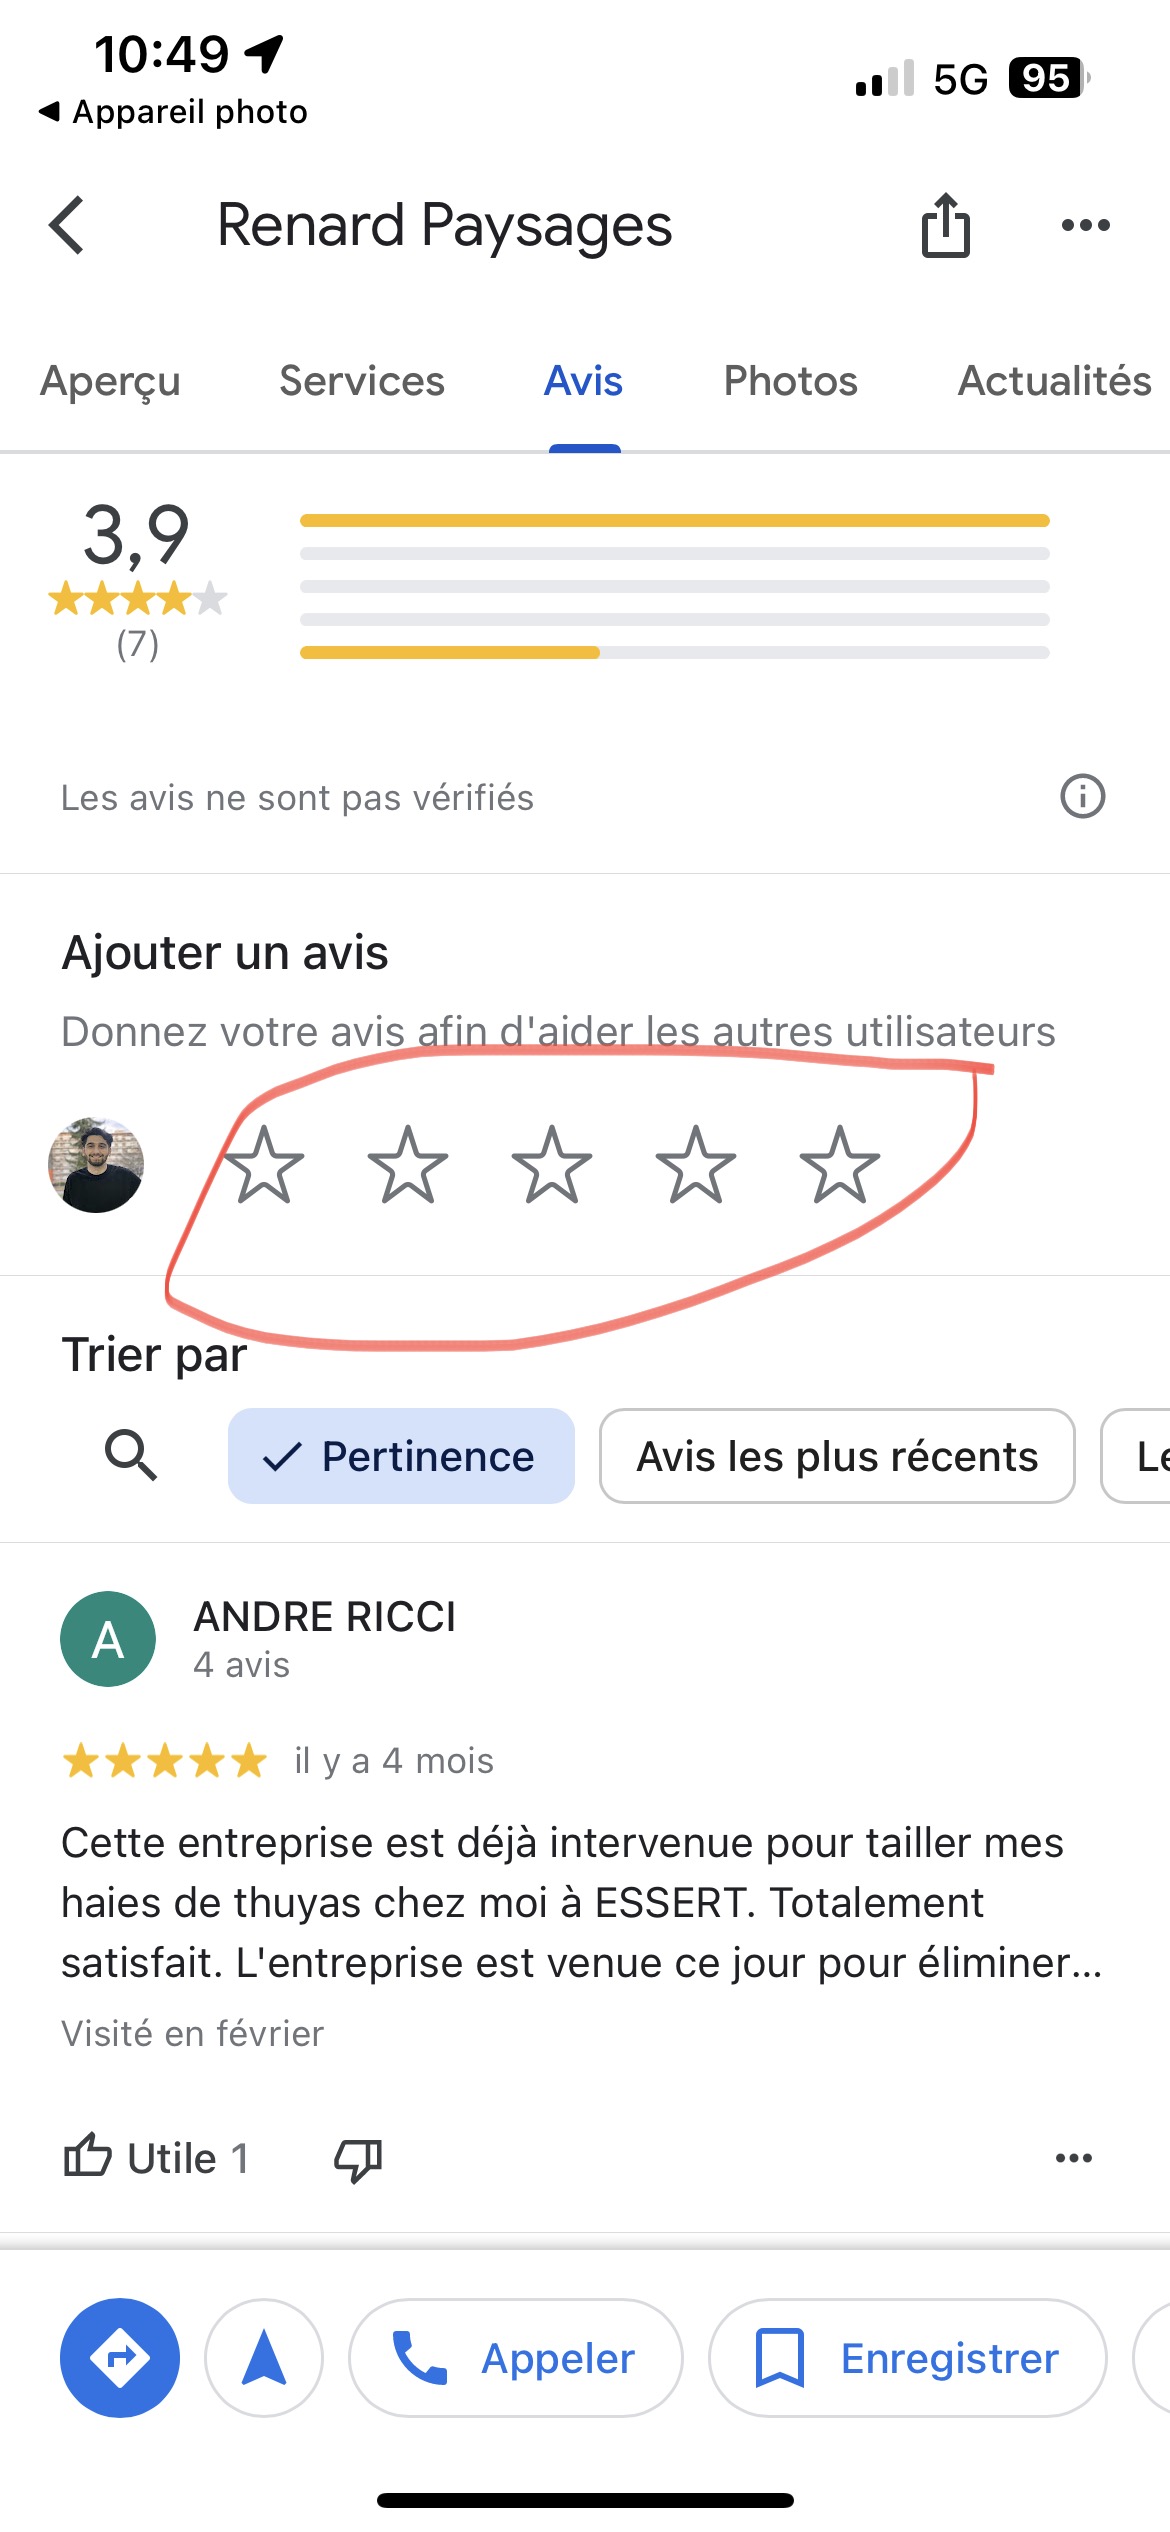 10:49
5G
95
Appareil photo
Renard Paysages
Aperçu
Services
Avis
Photos
Actualités
3,9
(7)
Les avis ne sont pas vérifiés
Ajouter un avis
Donnez votre avis afin d'aider les autres utilisateurs
Trier par
Pertinence
Avis les plus récents
Le
A
ANDRE RICCI
4 avis
il y a 4 mois
Cette entreprise est déjà intervenue pour tailler mes
haies de thuyas chez moi à ESSERT. Totalement
satisfait. L'entreprise est venue ce jour pour éliminer...
Visité en février
Utile 1
Appeler
Enregistrer